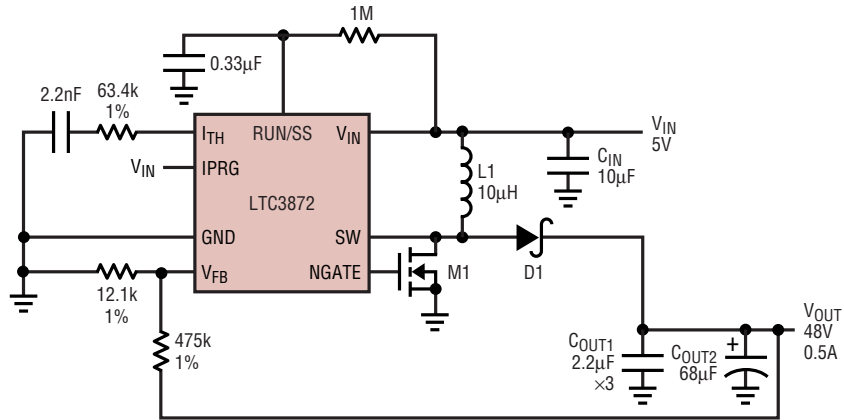 1M
0.33µF
2.2nF
63.4k
1%
ITH
RUN/SS
VIN
VIN
5V
VIN
IPRG
L1
10µH
CIN
10µF
LTC3872
GND
SW
VFB
NGATE
M1
D1
12.1k
1%
VOUT
48V
0.5A
475k
1%
COUT1
2.2µF
×3
COUT2
68µF
+